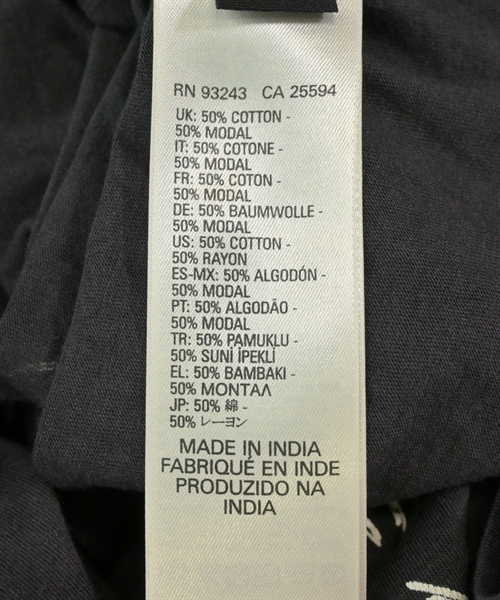 RN 93243 CA 25594
UK: 50% COTTON -
50% MODAL
IT: 50% COTONE -
50% MODAL
FR: 50% COTON -
50% MODAL
DE: 50% BAUMWOLLE -
50% MODAL
US: 50% COTTON -
50% RAYON
ES-MX: 50% ALGODÓN -
50% MODAL
PT: 50% ALGODÃO -
50% MODAL
TR: 50% PAMUKLU -
50% SUNİ İPEKLİ
EL: 50% BAMBAKI -
50% ΜΟΝΤΑΛ
JP: 50% 綿 -
50% レーヨン
MADE IN INDIA
FABRIQUÉ EN INDE
PRODUZIDO NA
INDIA